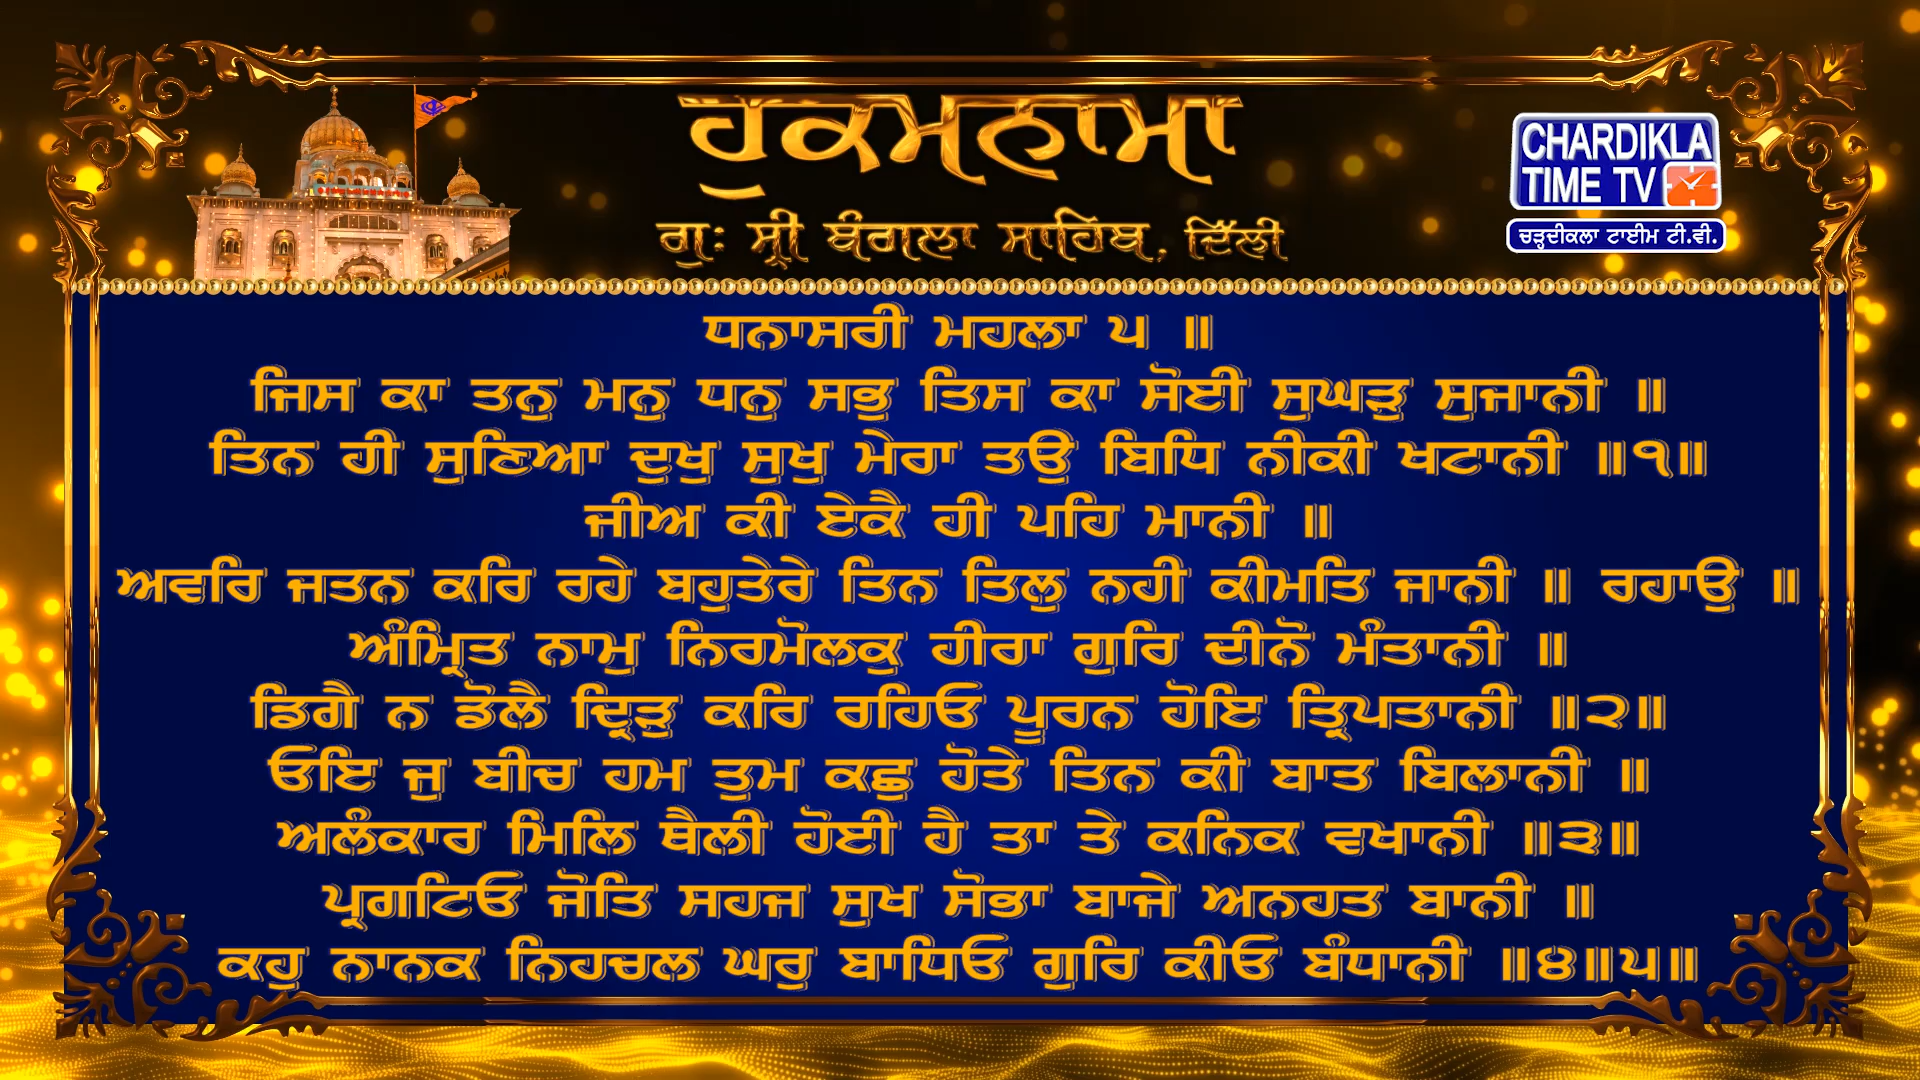 ਹੁਕਮਨਾਮਾ
ਗੁਃ ਸ੍ਰੀ ਬੰਗਲਾ ਸਾਹਿਬ, ਦਿੱਲੀ
CHARDIKLA
TIME TV
ਚੜ੍ਹਦੀਕਲਾ ਟਾਈਮ ਟੀ.ਵੀ.
ਧਨਾਸਰੀ ਮਹਲਾ ੫ ॥
ਜਿਸ ਕਾ ਤਨੁ ਮਨੁ ਧਨੁ ਸਭੁ ਤਿਸ ਕਾ ਸੋਈ ਸੁਘੜੁ ਸੁਜਾਨੀ ॥
ਤਿਨ ਹੀ ਸੁਣਿਆ ਦੁਖੁ ਸੁਖੁ ਮੇਰਾ ਤਉ ਬਿਧਿ ਨੀਕੀ ਖਟਾਨੀ ॥੧॥
ਜੀਅ ਕੀ ਏਕੈ ਹੀ ਪਹਿ ਮਾਨੀ ॥
ਅਵਰਿ ਜਤਨ ਕਰਿ ਰਹੇ ਬਹੁਤੇਰੇ ਤਿਨ ਤਿਲੁ ਨਹੀ ਕੀਮਤਿ ਜਾਨੀ ॥ ਰਹਾਉ ॥
ਅੰਮ੍ਰਿਤ ਨਾਮੁ ਨਿਰਮੋਲਕੁ ਹੀਰਾ ਗੁਰਿ ਦੀਨੋ ਮੰਤਾਨੀ ॥
ਡਿਗੈ ਨ ਡੋਲੈ ਦ੍ਰਿੜੁ ਕਰਿ ਰਹਿਓ ਪੂਰਨ ਹੋਇ ਤ੍ਰਿਪਤਾਨੀ ॥੨॥
ਓਇ ਜੁ ਬੀਚ ਹਮ ਤੁਮ ਕਛੁ ਹੋਤੇ ਤਿਨ ਕੀ ਬਾਤ ਬਿਲਾਨੀ ॥
ਅਲੰਕਾਰ ਮਿਲਿ ਥੈਲੀ ਹੋਈ ਹੈ ਤਾ ਤੇ ਕਨਿਕ ਵਖਾਨੀ ॥੩॥
ਪ੍ਰਗਟਿਓ ਜੋਤਿ ਸਹਜ ਸੁਖ ਸੋਭਾ ਬਾਜੇ ਅਨਹਤ ਬਾਨੀ ॥
ਕਹੁ ਨਾਨਕ ਨਿਹਚਲ ਘਰੁ ਬਾਧਿਓ ਗੁਰਿ ਕੀਓ ਬੰਧਾਨੀ ॥੪॥੫॥